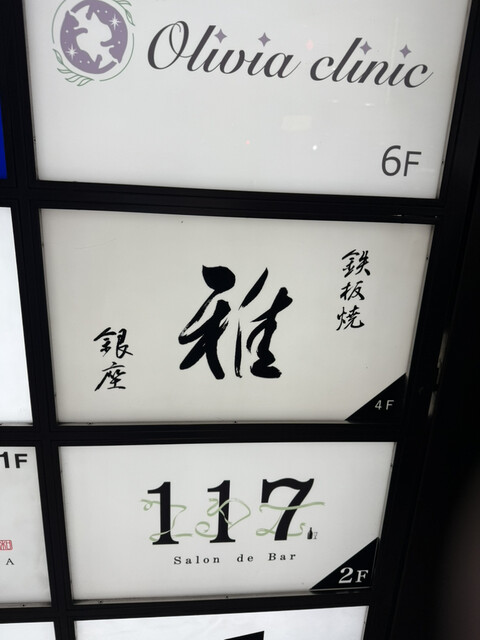 Olivia clinic
6F
鉄板焼
雅
銀座
4F
1F
A
117
Salon de Bar
2F